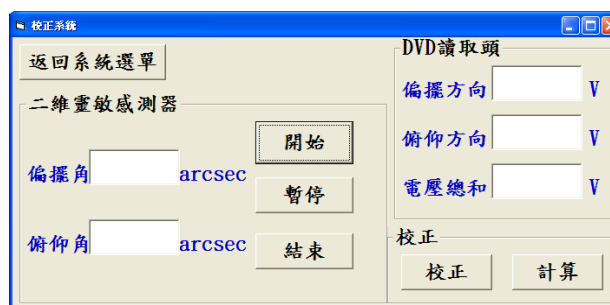 校正系統
返回系統選單
二維靈敏感測器
偏擺角 arcsec
俯仰角 arcsec
開始
暫停
結束
DVD讀取頭
偏擺方向 V
俯仰方向 V
電壓總和 V
校正
校正
計算